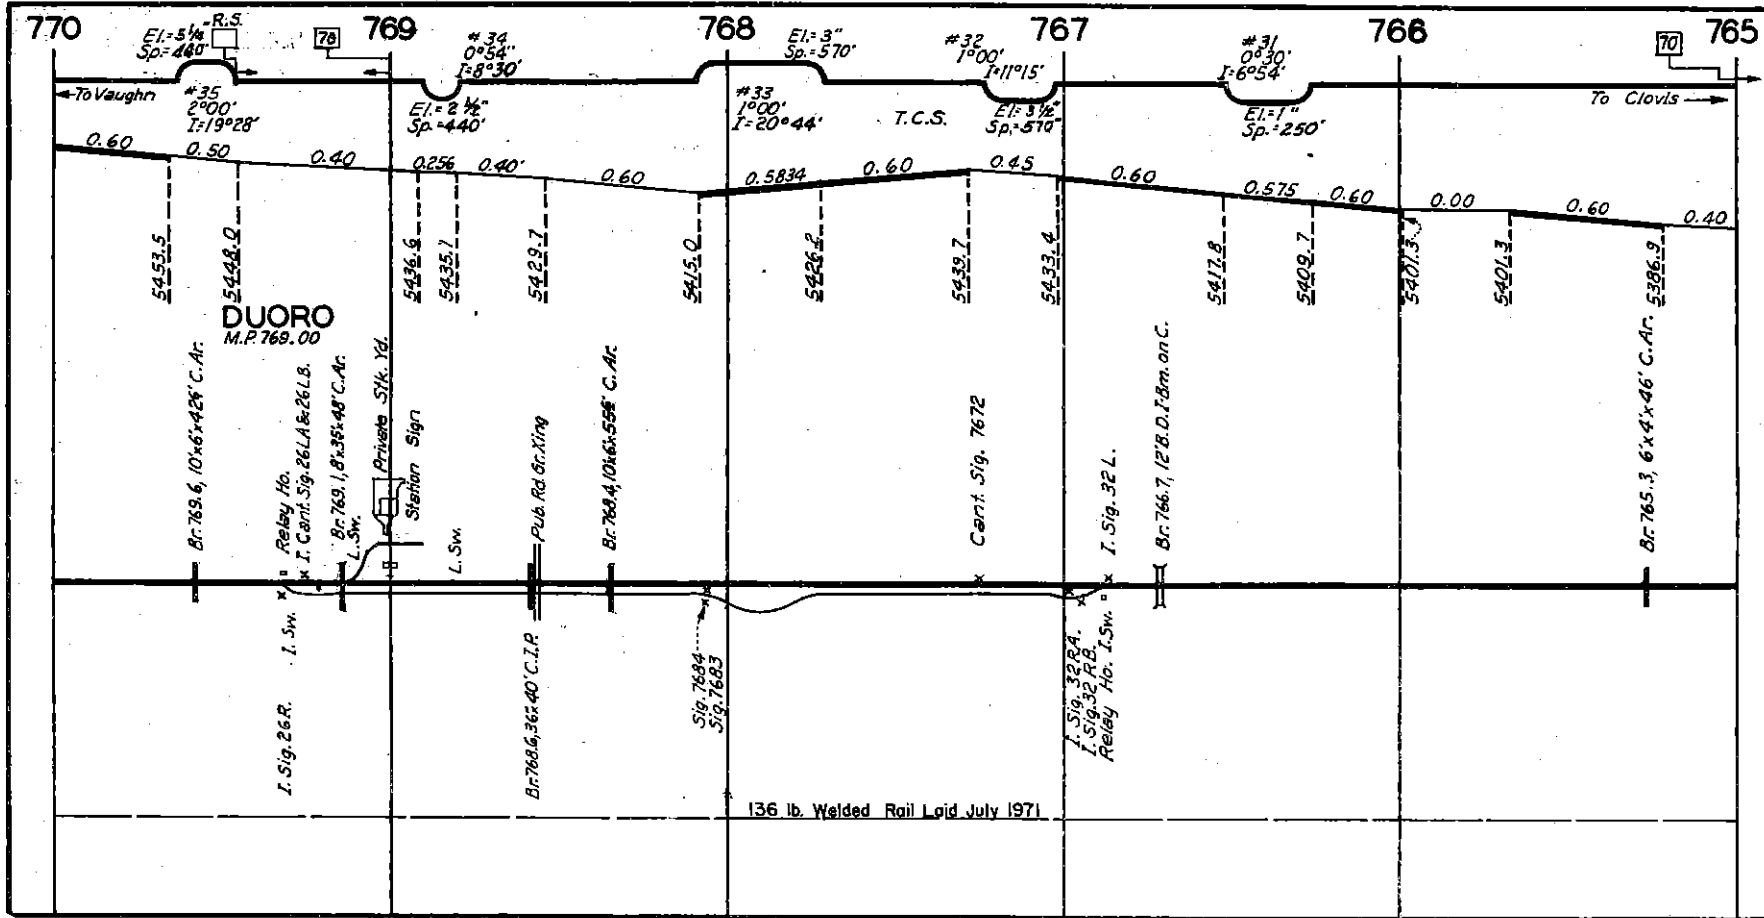 770 769 768 767 766 765
El.=5¼" R.S.
Sp.=440'
78
#34
0°54"
I=8°30'
El.=3"
Sp.=570'
#32
1°00'
I=11°15'
#31
0°30'
I=6°54'
70
←To Vaughn
#35
2°00'
I=19°28'
El.=2½"
Sp.=440'
#33
1°00'
I=20°44'
T.C.S.
El.=3½"
Sp.=570'
El.=1"
Sp.=250'
To Clovis→
0.60 0.50 0.40 0.256 0.40 0.60 0.5834 0.60 0.45 0.60 0.575 0.60 0.00 0.60 0.40
5453.5
5448.0
5436.6
5435.7
5429.7
5415.0
5426.2
5439.7
5433.4
5417.8
5409.7
5401.3
5401.3
5386.9
DUORO
M.P. 769.00
Br. 769.6, 10'x6'x426' C.Ar.
Relay Ho.
I. Cant. Sig. 26LA&26LB.
Br. 769.1, 8'x35'x48' C.Ar.
L.Sw.
Private Stk. Yd.
Station Sign
L.Sw.
Pub. Rd. Gr. Xing
Br. 768.4, 10'x6'x55' C.Ar.
Cant. Sig. 7672
I. Sig. 32L.
Br. 766.7, 12'B.D.I-Bm. on C.
Br. 765.3, 6'x4'x46' C.Ar.
I. Sig. 26R.
I. Sw.
Br. 768.6, 36"x40' C.I.P.
Sig. 7684
Sig. 7683
I. Sig. 32RA.
I. Sig. 32RB.
Relay Ho. I.Sw.
136 lb. Welded Rail Laid July 1971